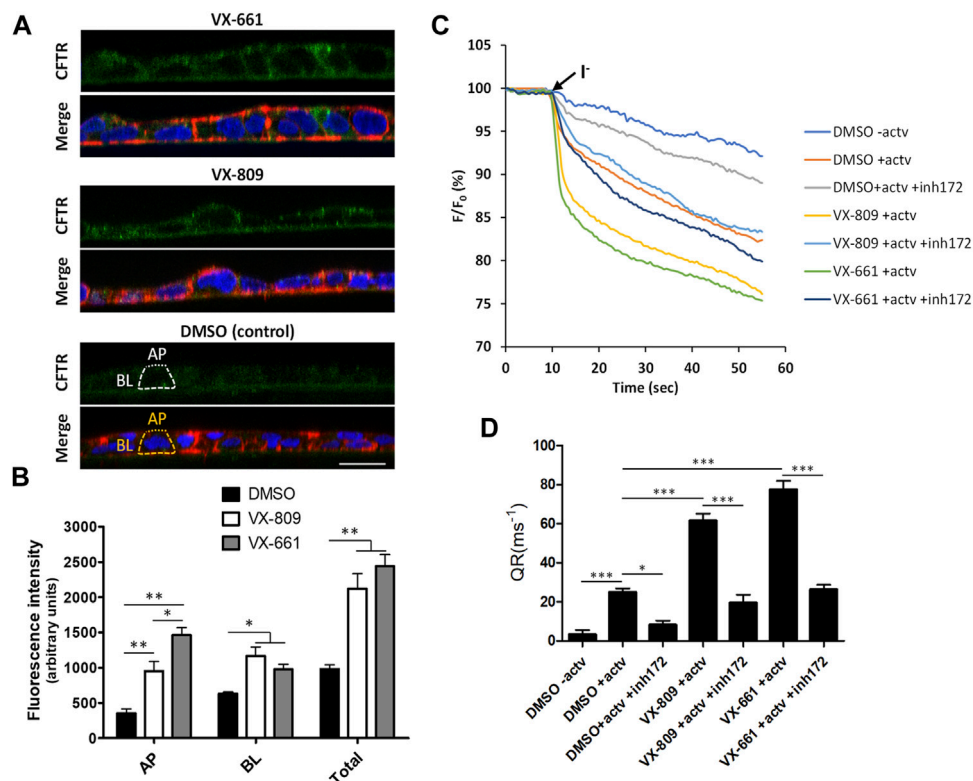 A
VX-661
CFTR
Merge
VX-809
CFTR
Merge
DMSO (control)
CFTR
AP
BL
Merge
AP
BL
B
DMSO
VX-809
VX-661
Fluorescence intensity
(arbitrary units)
3000
2500
2000
1500
1000
500
0
**
*
**
*
**
AP
BL
Total
C
I-
F/F0 (%)
105
100
95
90
85
80
75
70
0 10 20 30 40 50 60
Time (sec)
DMSO -actv
DMSO +actv
DMSO+actv +inh172
VX-809 +actv
VX-809 +actv +inh172
VX-661 +actv
VX-661 +actv +inh172
D
QR(ms-1)
100
80
60
40
20
0
***
***
***
***
***
*
DMSO -actv
DMSO +actv
DMSO+actv +inh172
VX-809 +actv
VX-809 +actv +inh172
VX-661 +actv
VX-661 +actv +inh172